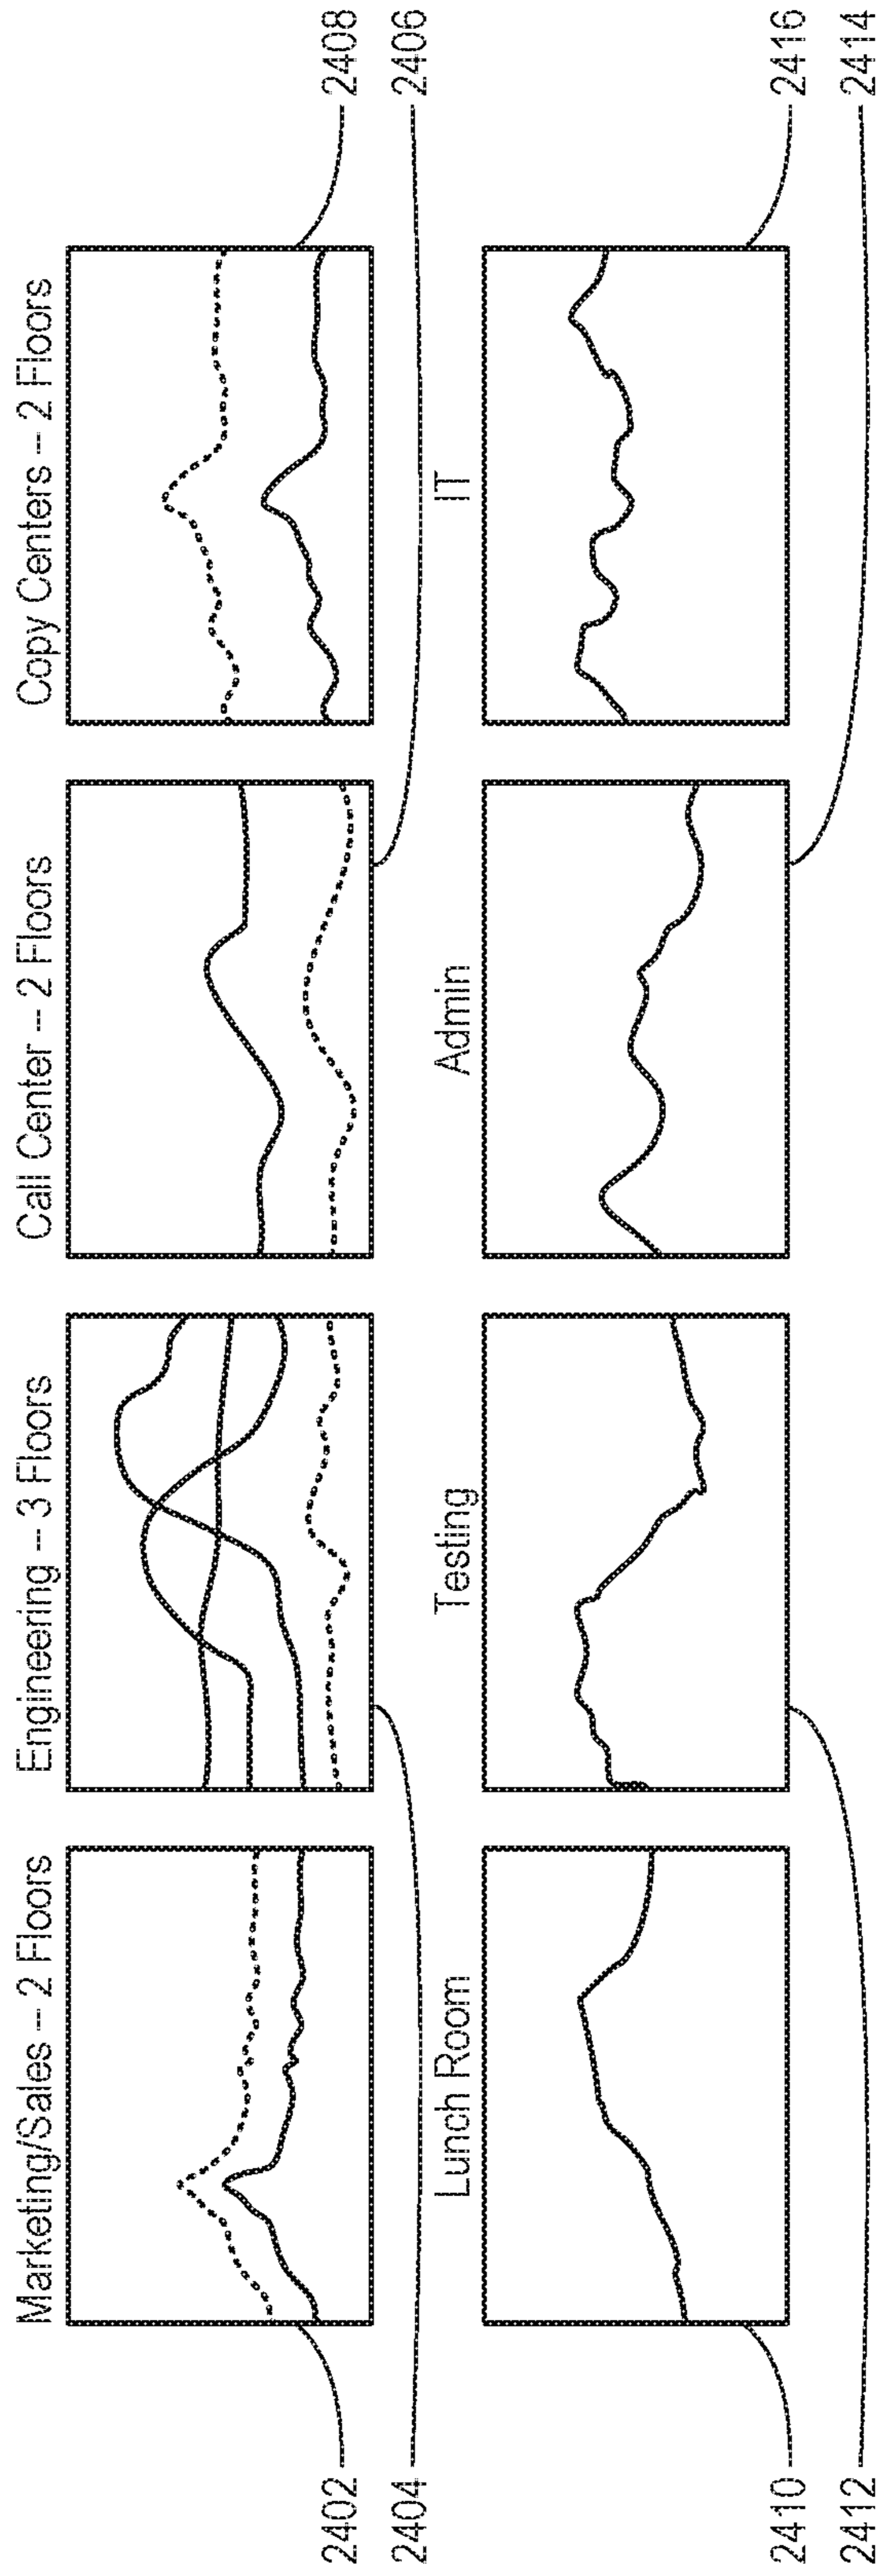 Marketing/Sales -- 2 Floors
Engineering -- 3 Floors
Call Center -- 2 Floors
Copy Centers -- 2 Floors
2402
2404
2408
2406
Lunch Room
Testing
Admin
IT
2410
2412
2416
2414